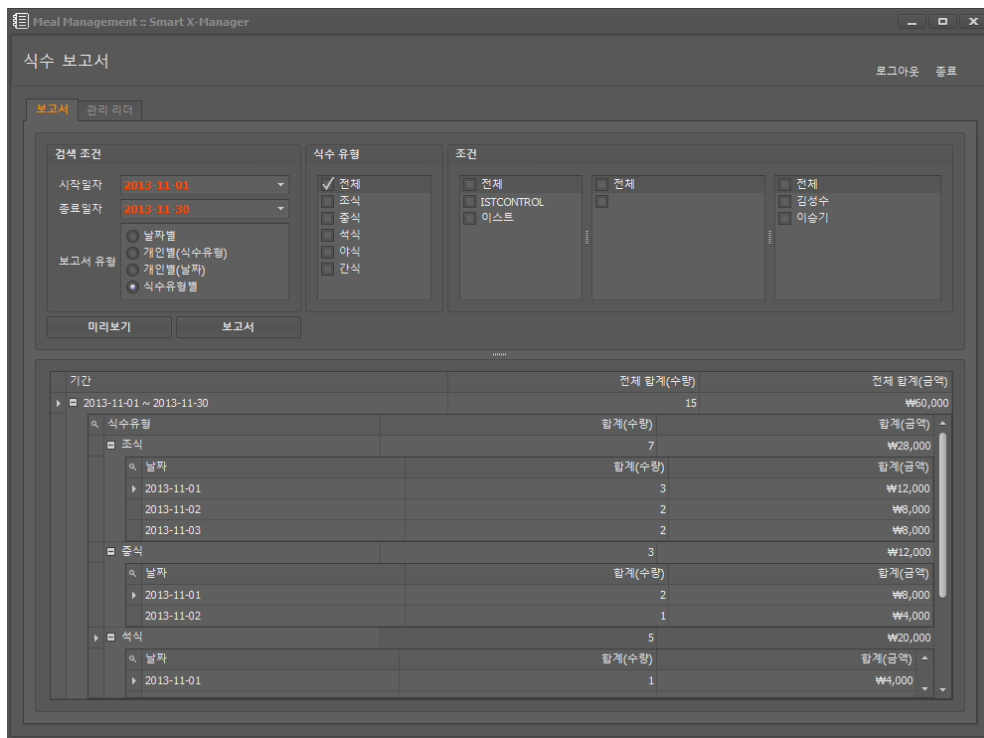 Meal Management :: Smart X-Manager
식수 보고서
로그아웃 종료
보고서 관리 리더
검색 조건
시작일자 2013-11-01
종료일자 2013-11-30
보고서 유형
날짜별
개인별(식수유형)
개인별(날짜)
식수유형별
미리보기 보고서
식수 유형
전체
조식
중식
석식
야식
간식
조건
전체
ISTCONTROL
이스트
전체
전체
김성수
이승기
기간 전체 합계(수량) 전체 합계(금액)
2013-11-01 ~ 2013-11-30 15 ₩60,000
식수유형 합계(수량) 합계(금액)
조식 7 ₩28,000
날짜 합계(수량) 합계(금액)
2013-11-01 3 ₩12,000
2013-11-02 2 ₩8,000
2013-11-03 2 ₩8,000
중식 3 ₩12,000
날짜 합계(수량) 합계(금액)
2013-11-01 2 ₩8,000
2013-11-02 1 ₩4,000
석식 5 ₩20,000
날짜 합계(수량) 합계(금액)
2013-11-01 1 ₩4,000